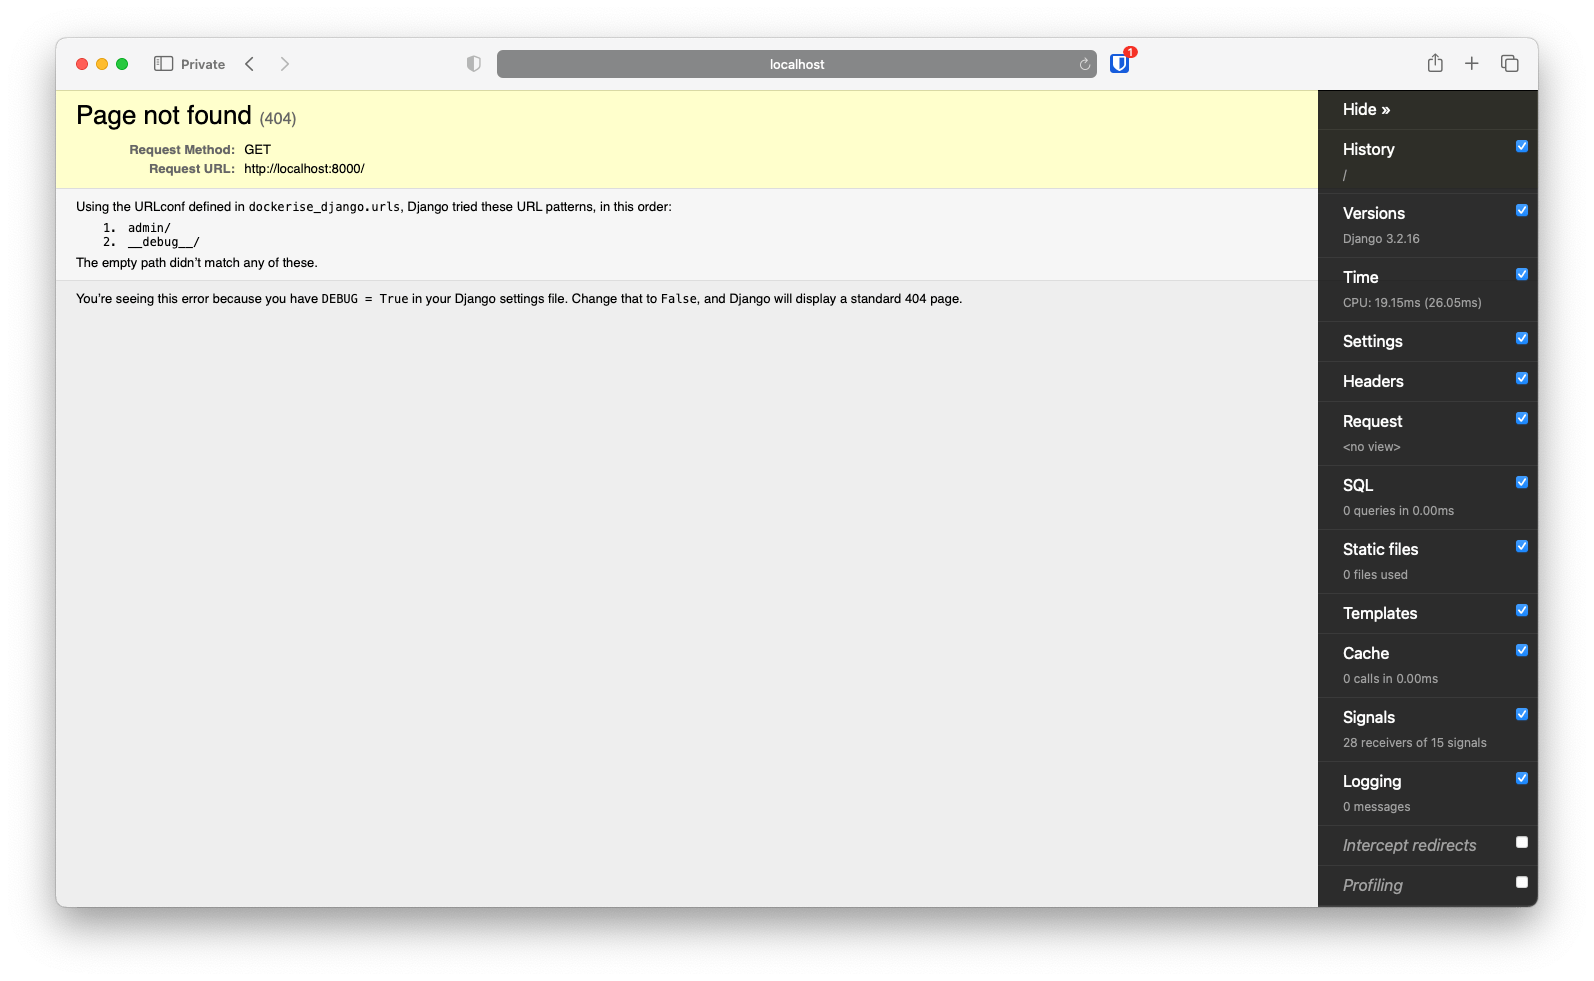 Private
localhost
1
Page not found (404)
Request Method: GET
Request URL: http://localhost:8000/
Using the URLconf defined in dockerise_django.urls, Django tried these URL patterns, in this order:
1. admin/
2. __debug__/
The empty path didn’t match any of these.
You’re seeing this error because you have DEBUG = True in your Django settings file. Change that to False, and Django will display a standard 404 page.
Hide »
History
/
Versions
Django 3.2.16
Time
CPU: 19.15ms (26.05ms)
Settings
Headers
Request
<no view>
SQL
0 queries in 0.00ms
Static files
0 files used
Templates
Cache
0 calls in 0.00ms
Signals
28 receivers of 15 signals
Logging
0 messages
Intercept redirects
Profiling